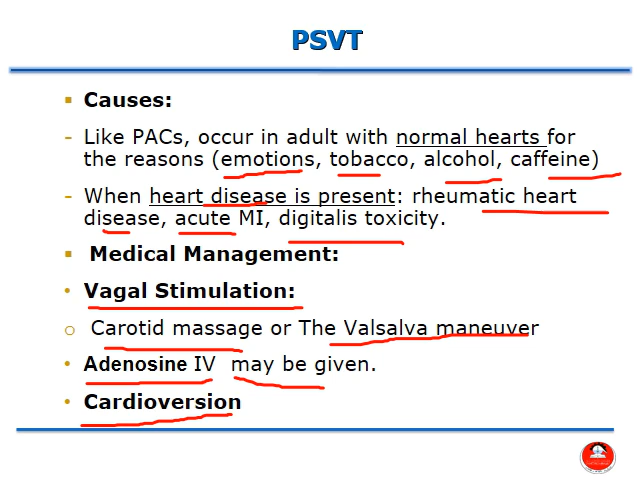 PSVT
▪ Causes:
- Like PACs, occur in adult with normal hearts for
the reasons (emotions, tobacco, alcohol, caffeine)
- When heart disease is present: rheumatic heart
disease, acute MI, digitalis toxicity.
▪ Medical Management:
• Vagal Stimulation:
o Carotid massage or The Valsalva maneuver
• Adenosine IV may be given.
• Cardioversion